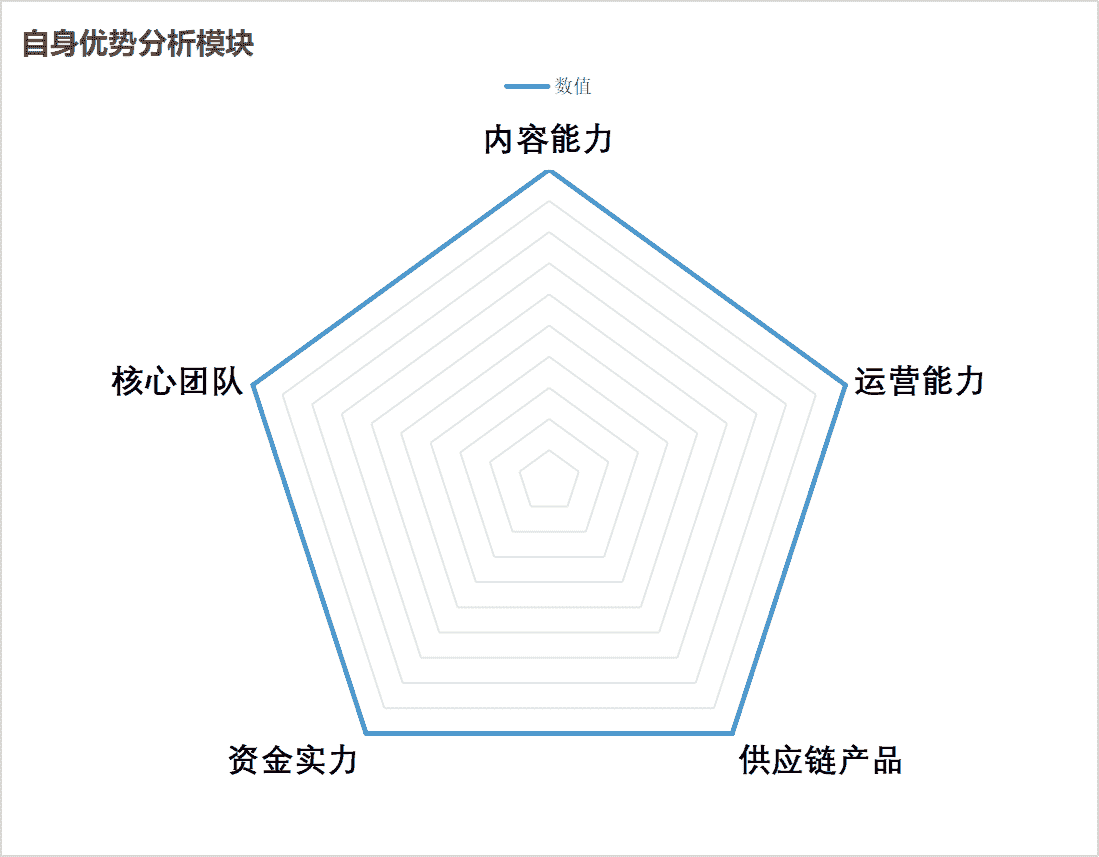 自身优势分析模块
数值
内容能力
核心团队
运营能力
资金实力
供应链产品